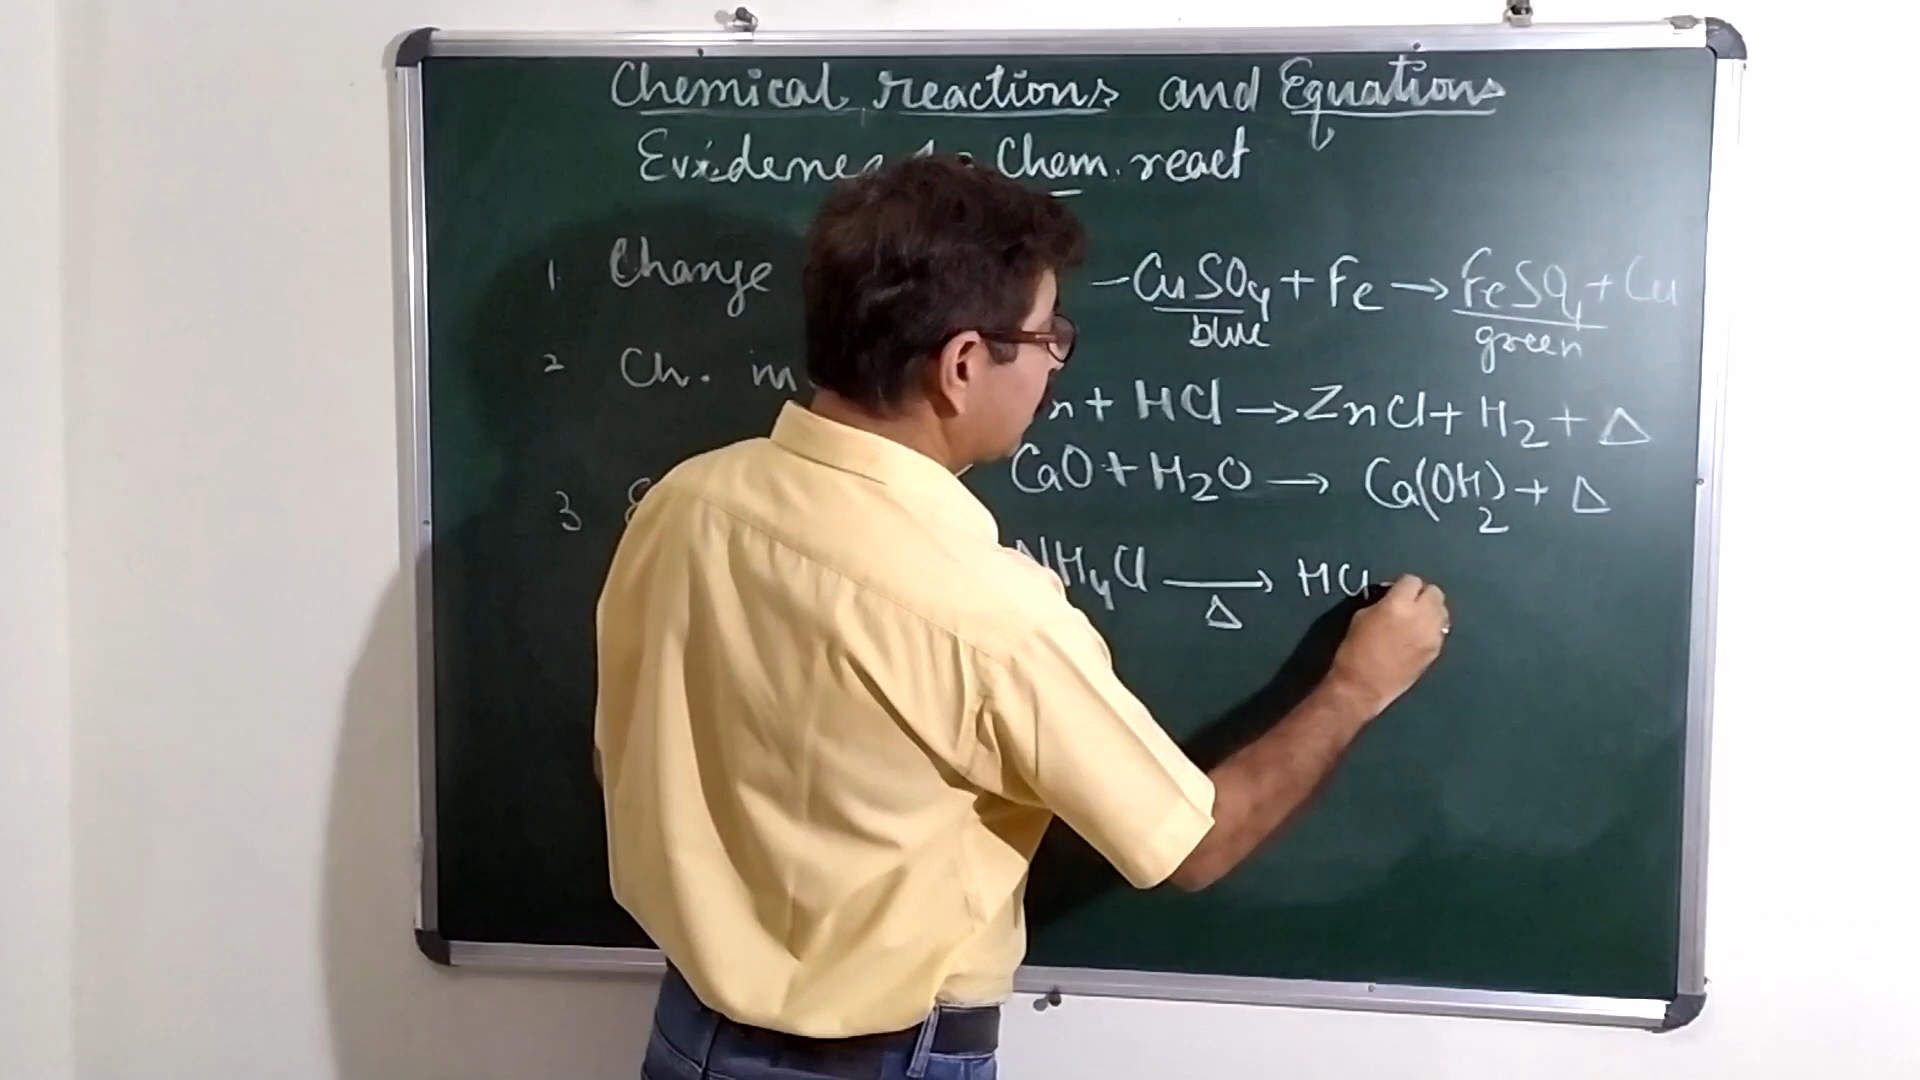 Chemical reactions and Equations
Chem. react
1 Change - CuSO4 + Fe → FeSO4 + Cu
blue green
2 Ch. in n + HCl → ZnCl + H2 + Δ
CaO + H2O → Ca(OH)2 + Δ
3
NH4Cl → HCl
Δ